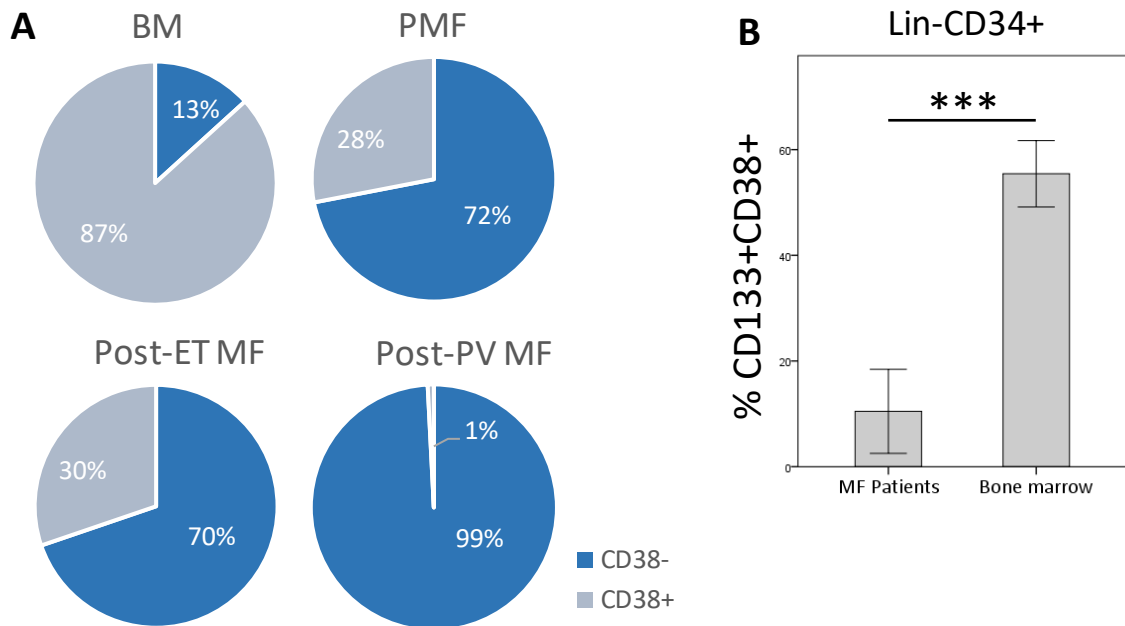 A
BM
13%
87%
PMF
28%
72%
Post-ET MF
30%
70%
Post-PV MF
1%
99%
CD38-
CD38+
B
Lin-CD34+
***
% CD133+CD38+
60
40
20
0
MF Patients
Bone marrow